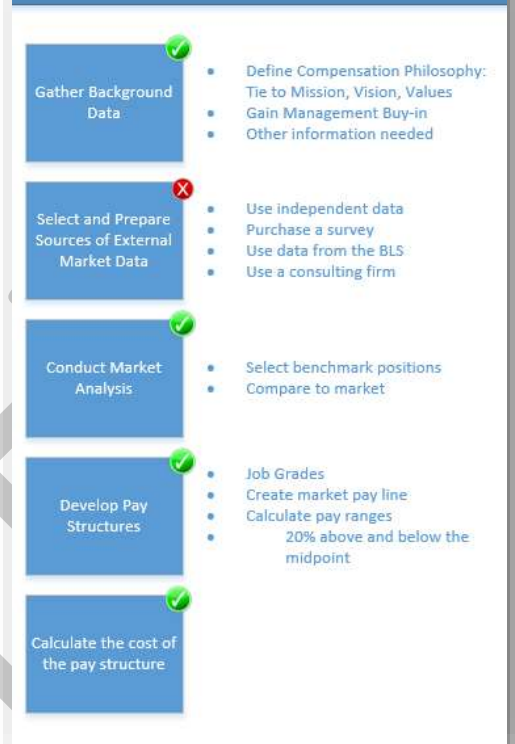 Gather Background
Data
• Define Compensation Philosophy:
Tie to Mission, Vision, Values
• Gain Management Buy-in
• Other information needed
Select and Prepare
Sources of External
Market Data
• Use independent data
• Purchase a survey
• Use data from the BLS
• Use a consulting firm
Conduct Market
Analysis
• Select benchmark positions
• Compare to market
Develop Pay
Structures
• Job Grades
• Create market pay line
• Calculate pay ranges
• 20% above and below the
midpoint
Calculate the cost of
the pay structure